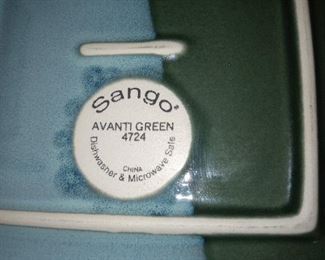 Sango®
AVANTI GREEN
4724
CHINA
Dishwasher & Microwave Safe